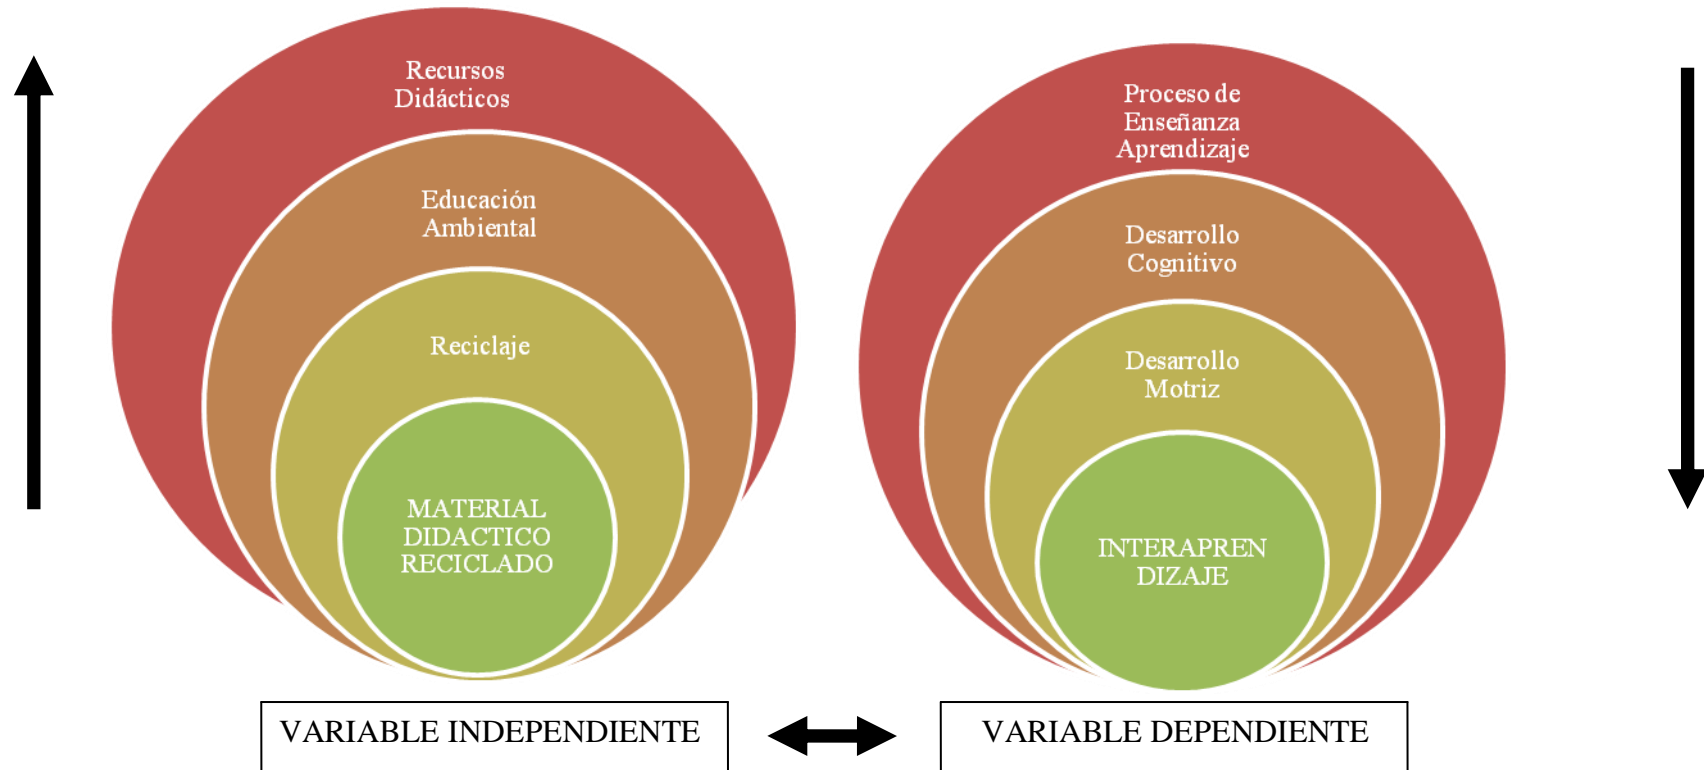 Recursos
Didácticos
Educación
Ambiental
Reciclaje
MATERIAL
DIDACTICO
RECICLADO
VARIABLE INDEPENDIENTE
Proceso de
Enseñanza
Aprendizaje
Desarrollo
Cognitivo
Desarrollo
Motriz
INTERAPREN
DIZAJE
VARIABLE DEPENDIENTE